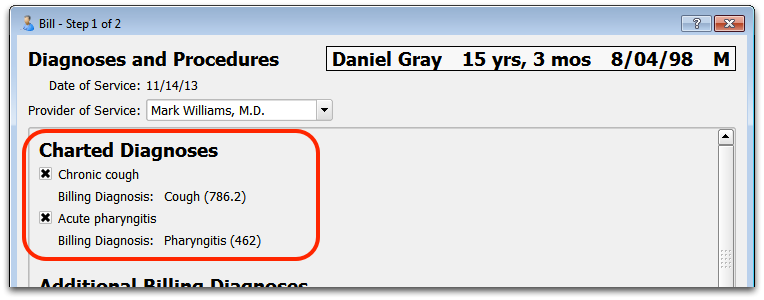 Bill - Step 1 of 2
Diagnoses and Procedures
Daniel Gray 15 yrs, 3 mos 8/04/98 M
Date of Service: 11/14/13
Provider of Service: Mark Williams, M.D.
Charted Diagnoses
Chronic cough
Billing Diagnosis: Cough (786.2)
Acute pharyngitis
Billing Diagnosis: Pharyngitis (462)
Additional Billing Diagnoses